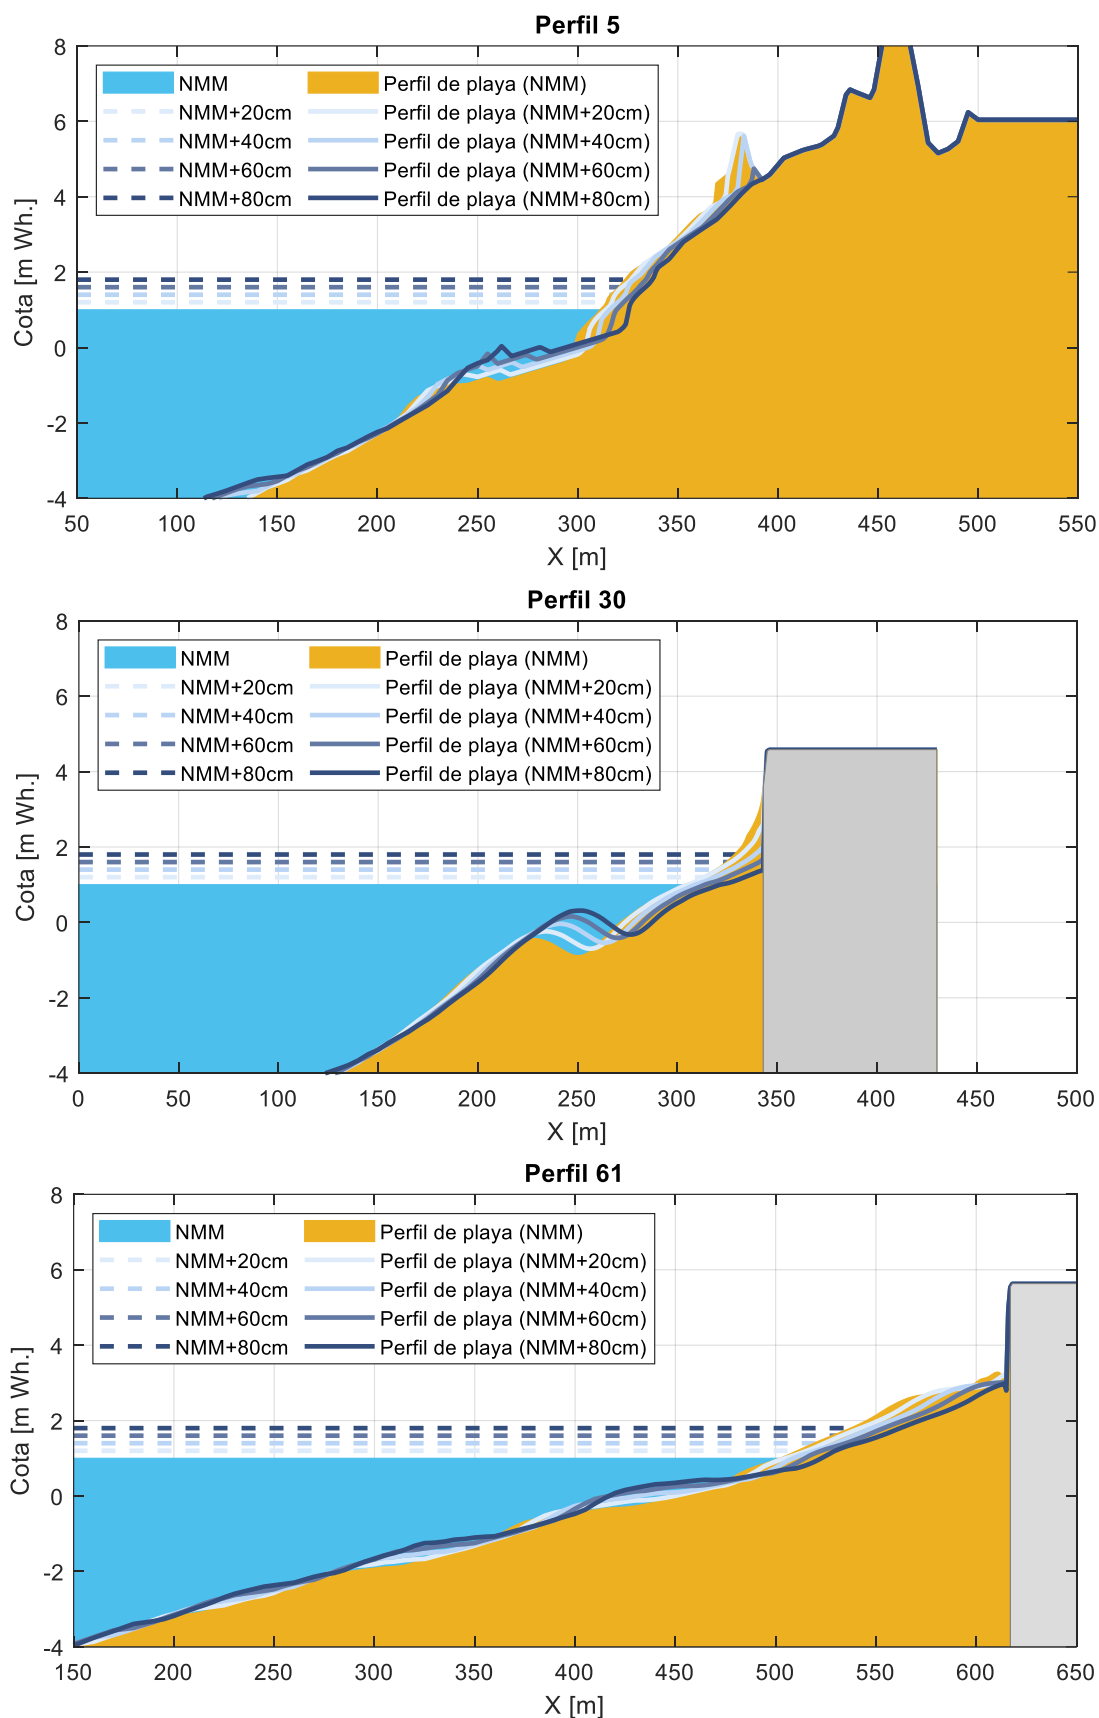 Perfil 5
8
6
4
2
0
-2
-4
Cota [m Wh.]
NMM
Perfil de playa (NMM)
NMM+20cm
Perfil de playa (NMM+20cm)
NMM+40cm
Perfil de playa (NMM+40cm)
NMM+60cm
Perfil de playa (NMM+60cm)
NMM+80cm
Perfil de playa (NMM+80cm)
50 100 150 200 250 300 350 400 450 500 550
X [m]
Perfil 30
8
6
4
2
0
-2
-4
Cota [m Wh.]
NMM
Perfil de playa (NMM)
NMM+20cm
Perfil de playa (NMM+20cm)
NMM+40cm
Perfil de playa (NMM+40cm)
NMM+60cm
Perfil de playa (NMM+60cm)
NMM+80cm
Perfil de playa (NMM+80cm)
0 50 100 150 200 250 300 350 400 450 500
X [m]
Perfil 61
8
6
4
2
0
-2
-4
Cota [m Wh.]
NMM
Perfil de playa (NMM)
NMM+20cm
Perfil de playa (NMM+20cm)
NMM+40cm
Perfil de playa (NMM+40cm)
NMM+60cm
Perfil de playa (NMM+60cm)
NMM+80cm
Perfil de playa (NMM+80cm)
150 200 250 300 350 400 450 500 550 600 650
X [m]